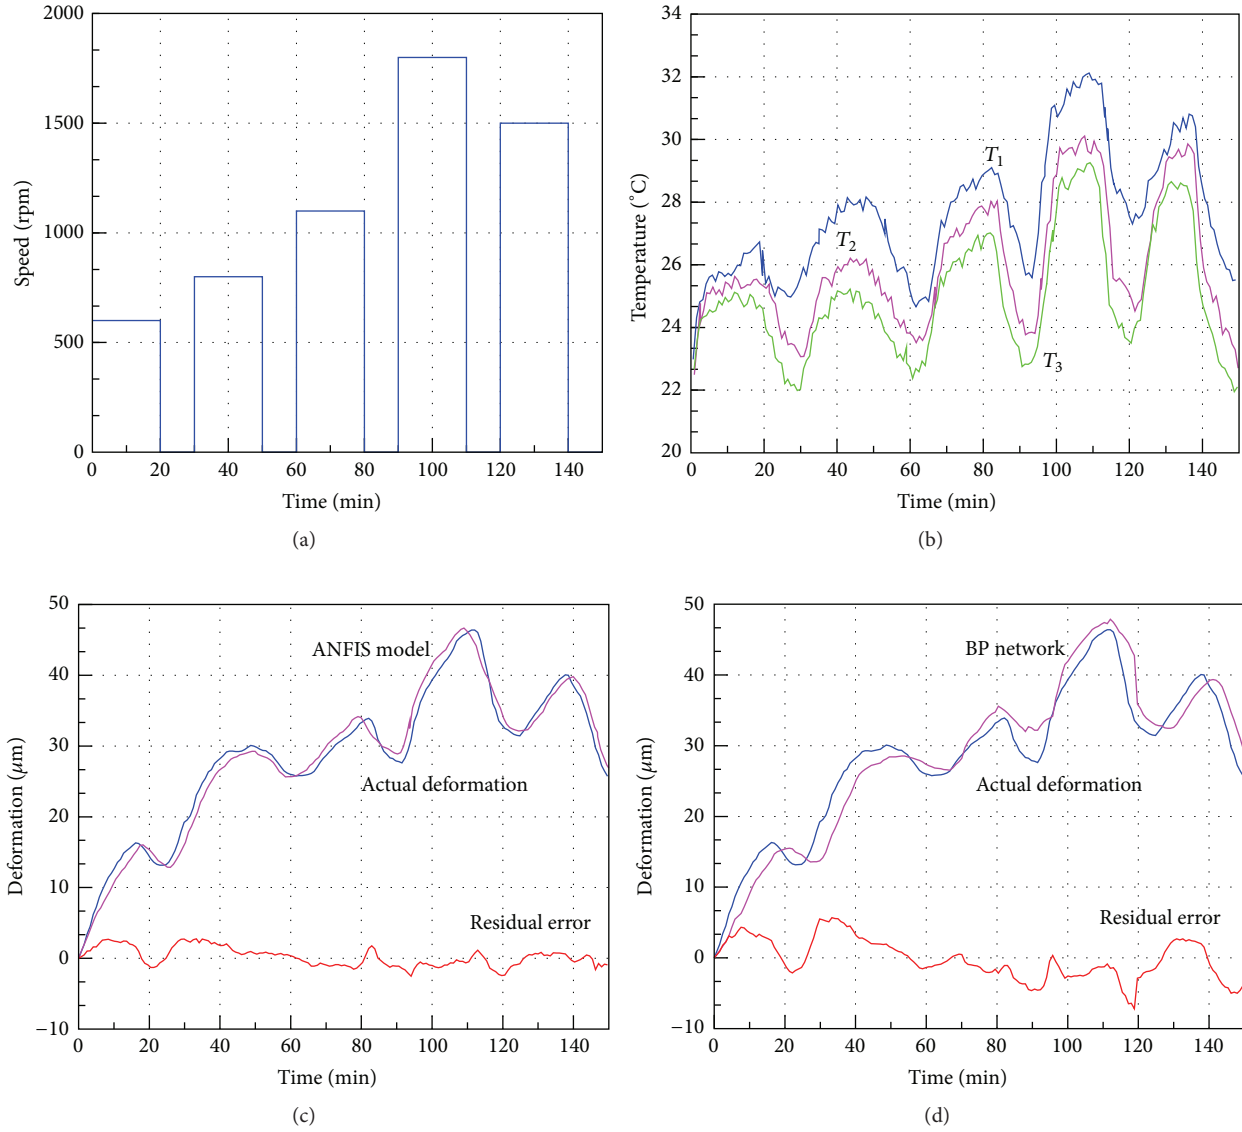 2000
1500
1000
500
0
Speed (rpm)
0 20 40 60 80 100 120 140
Time (min)
(a)
34
32
30
28
26
24
22
20
Temperature (°C)
T1
T2
T3
0 20 40 60 80 100 120 140
Time (min)
(b)
50
40
30
20
10
0
−10
Deformation (μm)
ANFIS model
Actual deformation
Residual error
0 20 40 60 80 100 120 140
Time (min)
(c)
50
40
30
20
10
0
−10
Deformation (μm)
BP network
Actual deformation
Residual error
0 20 40 60 80 100 120 140
Time (min)
(d)